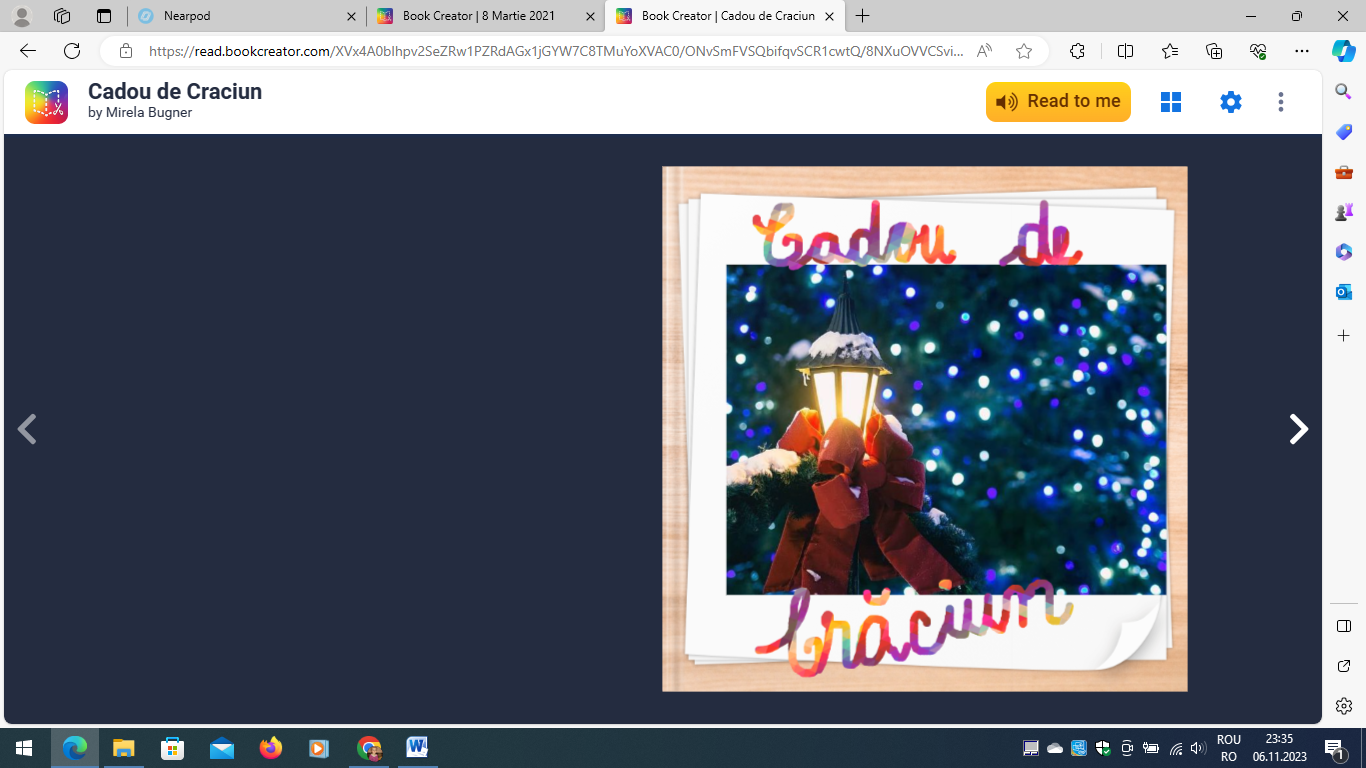 Nearpod
Book Creator | 8 Martie 2021
Book Creator | Cadou de Craciun
https://read.bookcreator.com/XVx4A0bIhpv2SeZRw1PZRdAGx1jGYW7C8TMuYoXVAC0/ONvSmFVSQbifqvSCR1cwtQ/8NXuOVVCSvi...
Cadou de Craciun
by Mirela Bugner
Read to me
Cadou de
Crăciun
ROU
RO
23:35
06.11.2023
1